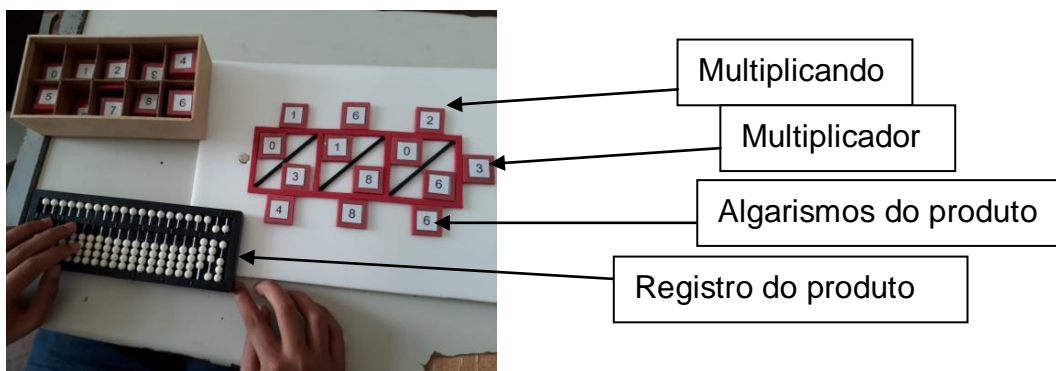 Multiplicando
Multiplicador
Algarismos do produto
Registro do produto
0 1 2 3 4
5 7 8 6
1 6 2
0 1 0
3
3 8 6
4 8 6